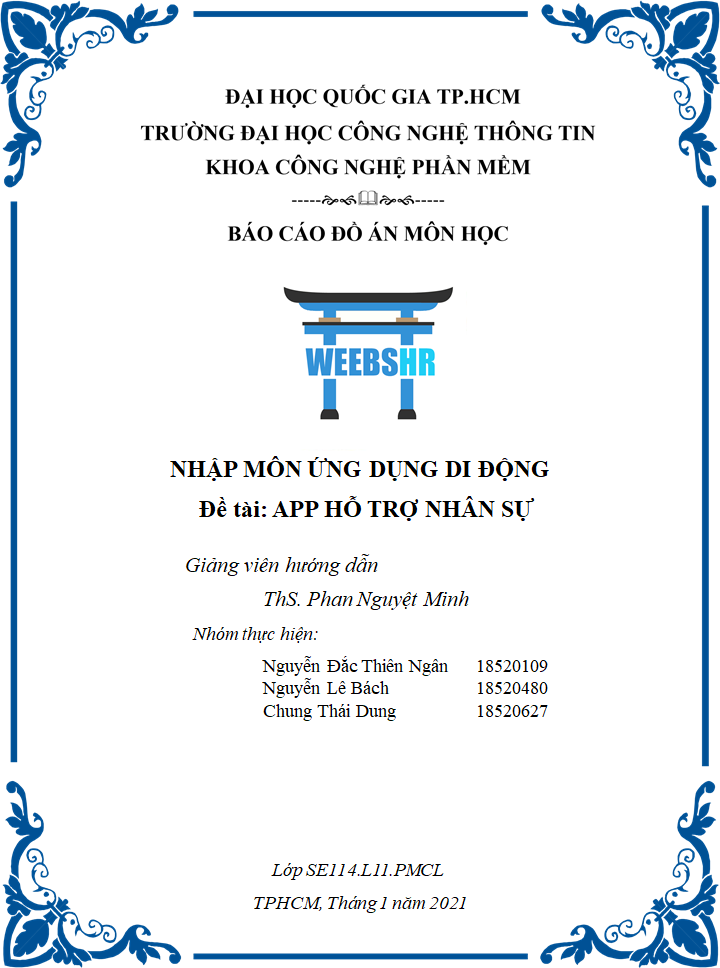 ĐẠI HỌC QUỐC GIA TP.HCM
TRƯỜNG ĐẠI HỌC CÔNG NGHỆ THÔNG TIN
KHOA CÔNG NGHỆ PHẦN MỀM
BÁO CÁO ĐỒ ÁN MÔN HỌC
WEEBSHR
NHẬP MÔN ỨNG DỤNG DI ĐỘNG
Đề tài: APP HỖ TRỢ NHÂN SỰ
Giảng viên hướng dẫn
ThS. Phan Nguyệt Minh
Nhóm thực hiện:
Nguyễn Đắc Thiên Ngân 18520109
Nguyễn Lê Bách 18520480
Chung Thái Dung 18520627
Lớp SE114.L11.PMCL
TPHCM, Tháng 1 năm 2021